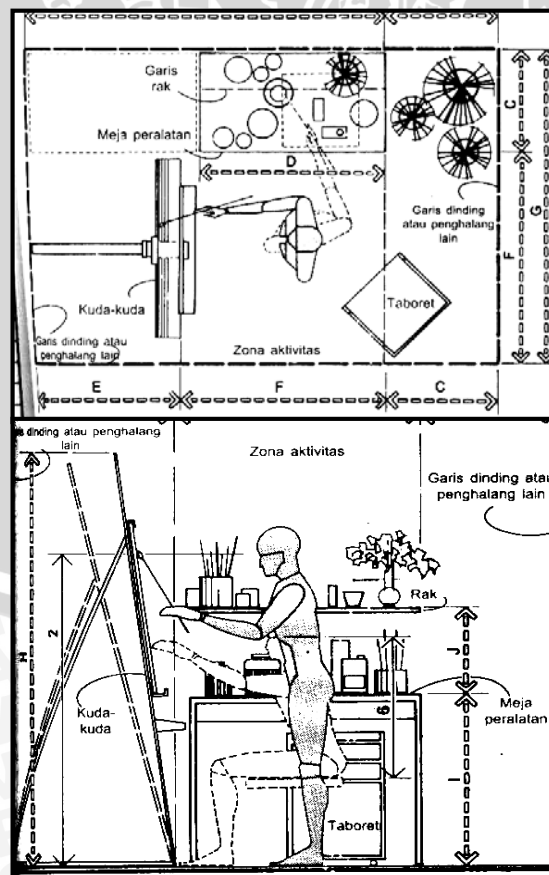 Garis
rak
Meja peralatan
D
C
G
Garis dinding
atau penghalang
lain
F
Kuda-kuda
Taboret
Garis dinding atau
penghalang lain
Zona aktivitas
E
F
C
dinding atau penghalang
lain
Zona aktivitas
Garis dinding atau
penghalang lain
Rak
H
2
J
Kuda-
kuda
6
Meja
peralatan
I
Taboret